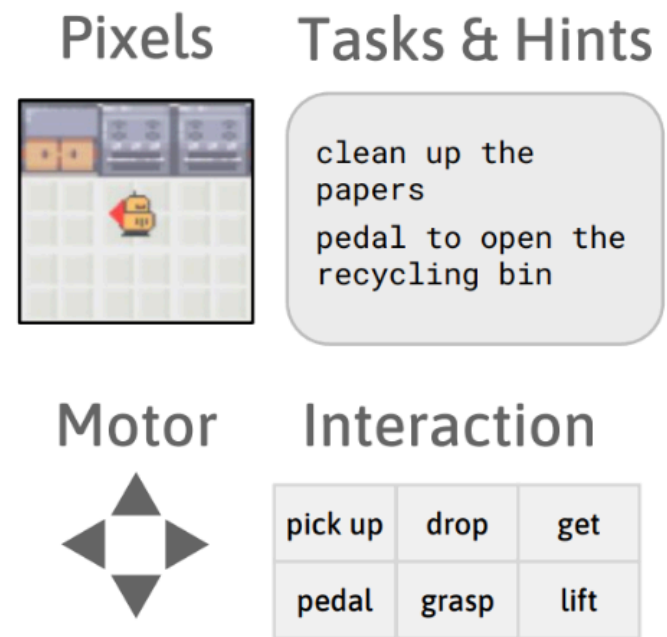 Pixels
Tasks & Hints
clean up the
papers
pedal to open the
recycling bin
Motor
Interaction
pick up drop get
pedal grasp lift